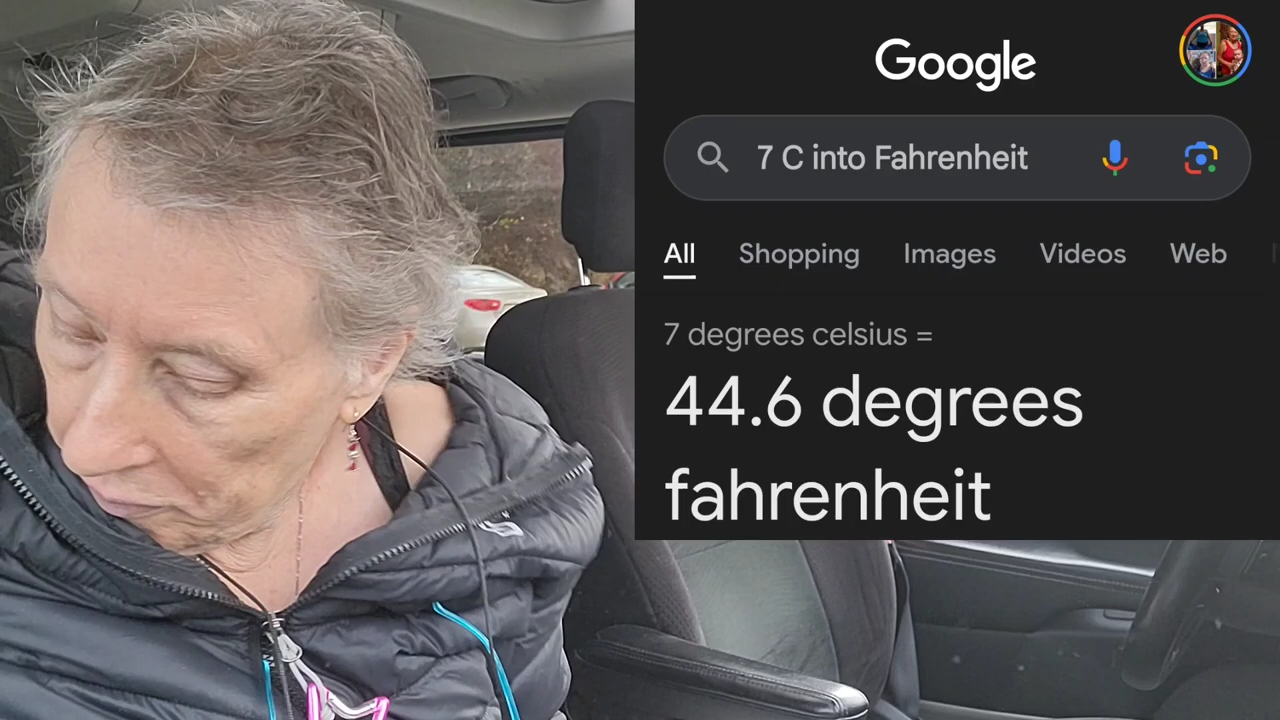 Google
7 C into Fahrenheit
All Shopping Images Videos Web
7 degrees celsius =
44.6 degrees
fahrenheit